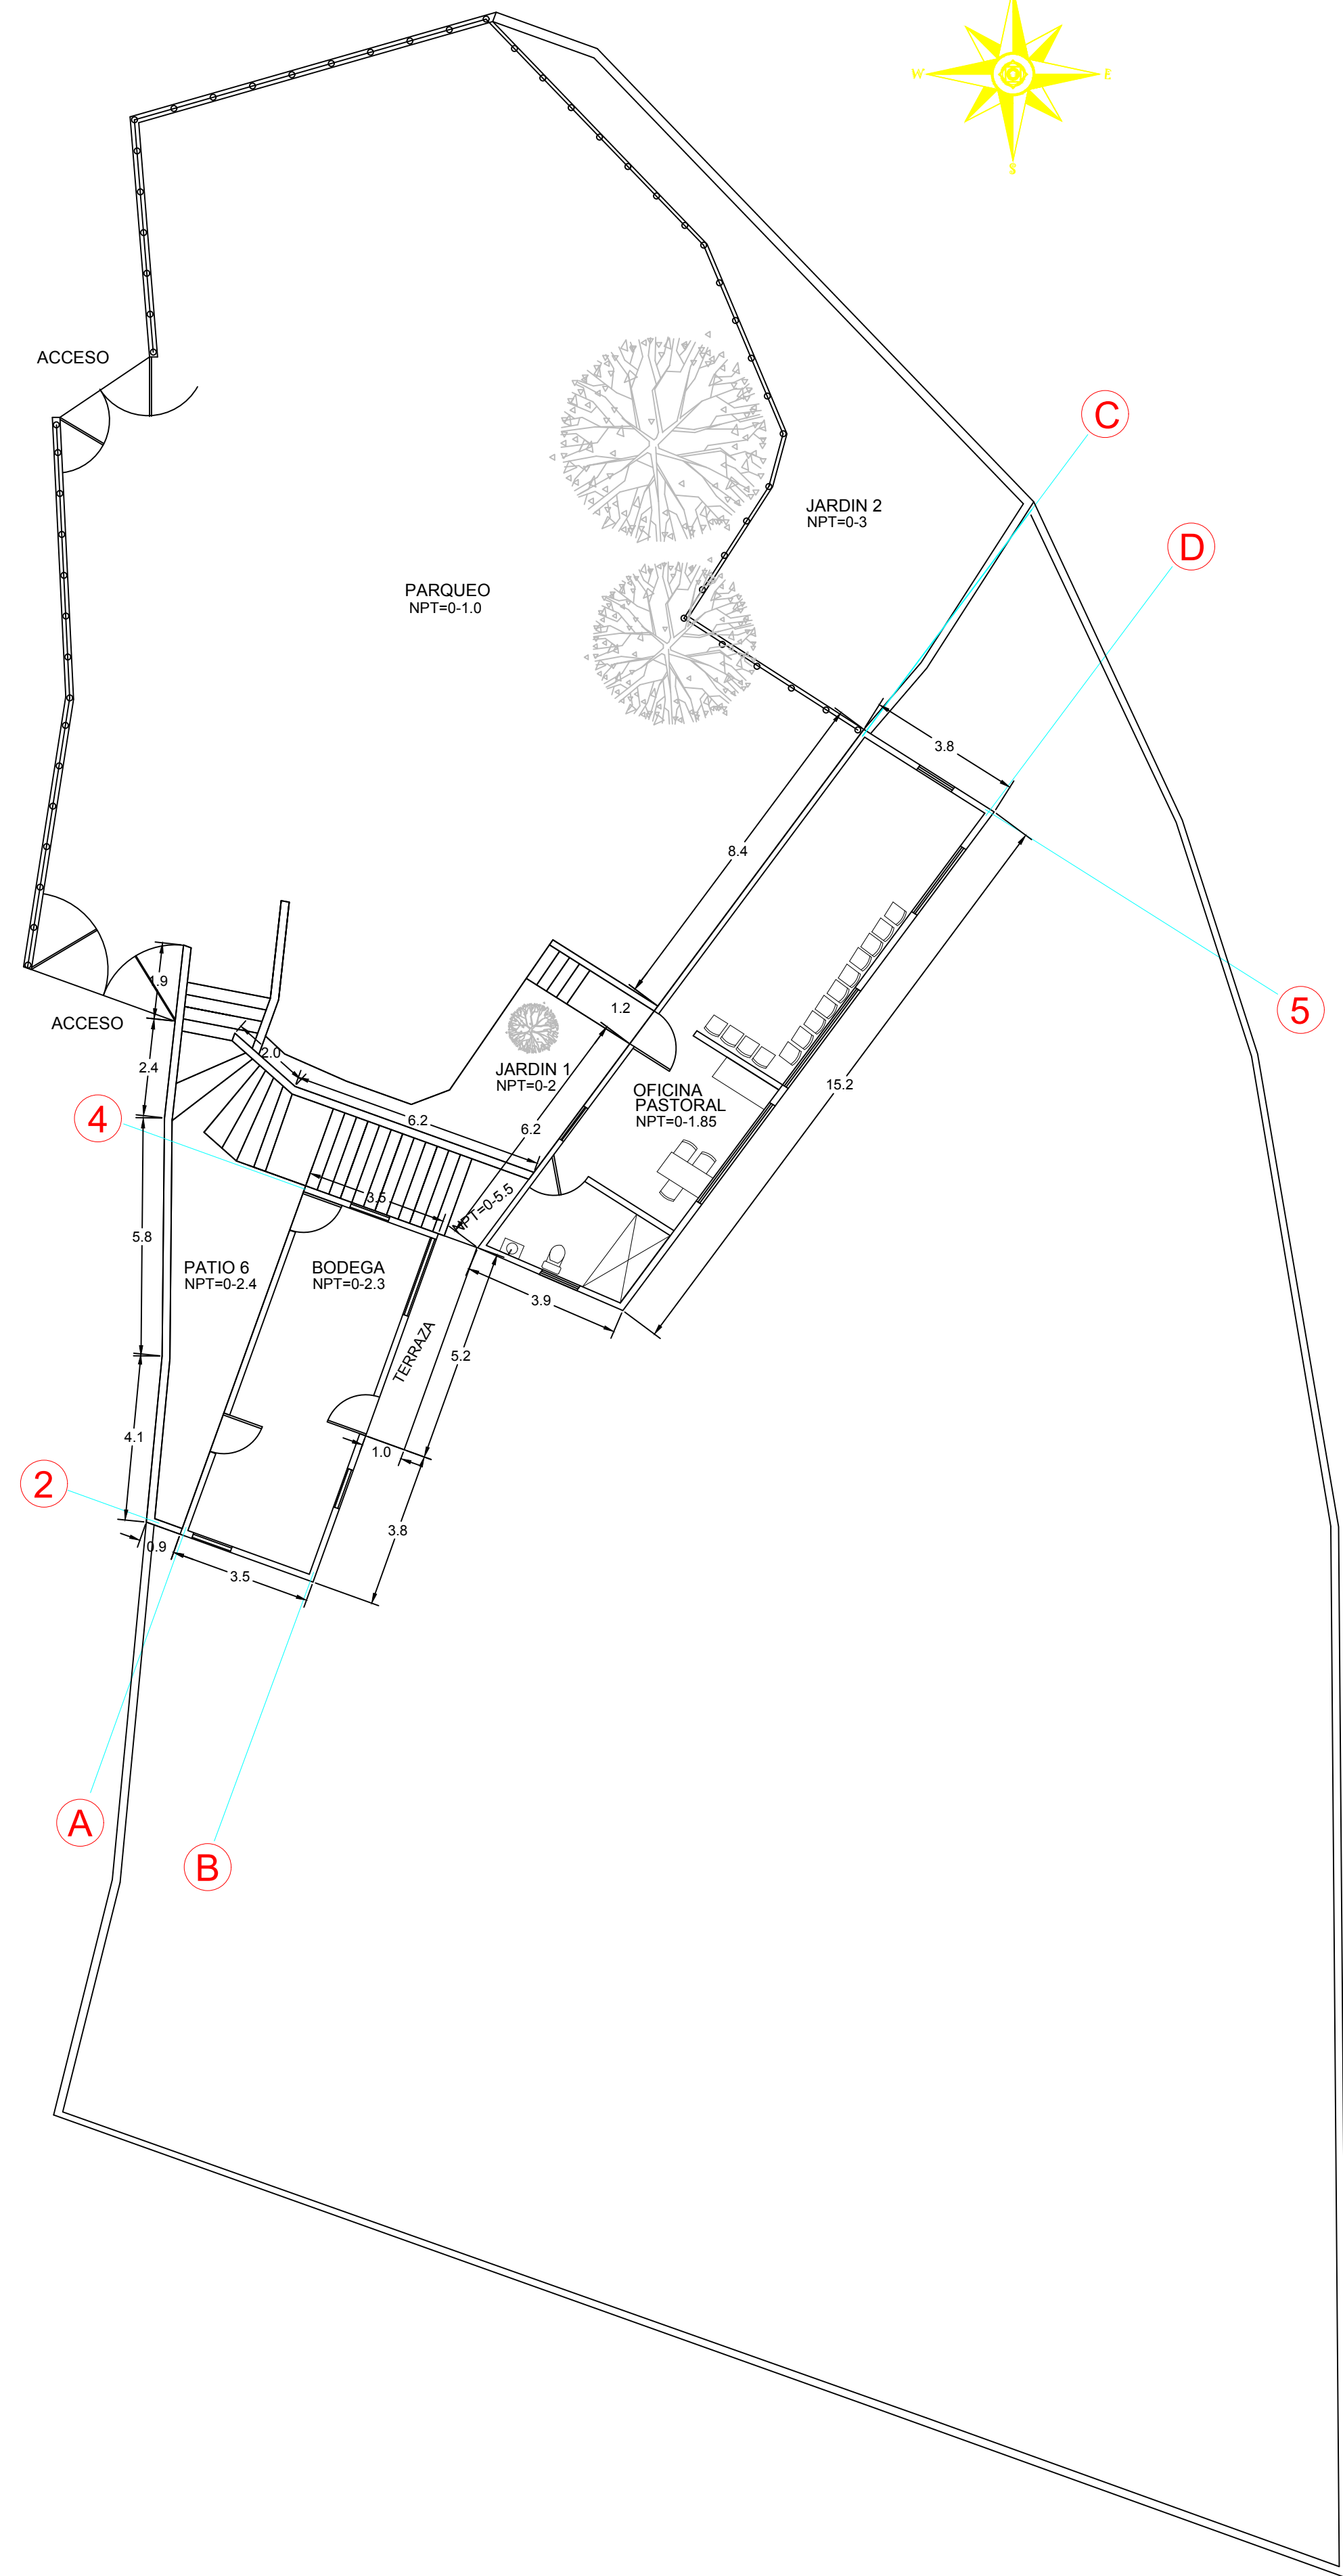 W
E
S
ACCESO
C
JARDIN 2
NPT=0-3
D
PARQUEO
NPT=0-1.0
3.8
8.4
1.9
1.2
5
ACCESO
2.0
2.4
JARDIN 1
NPT=0-2
15.2
OFICINA
PASTORAL
NPT=0-1.85
4
6.2
6.2
3.5
NPT=0-5.5
5.8
PATIO 6
NPT=0-2.4
BODEGA
NPT=0-2.3
3.9
TERRAZA
5.2
4.1
1.0
2
3.8
0.9
3.5
A
B